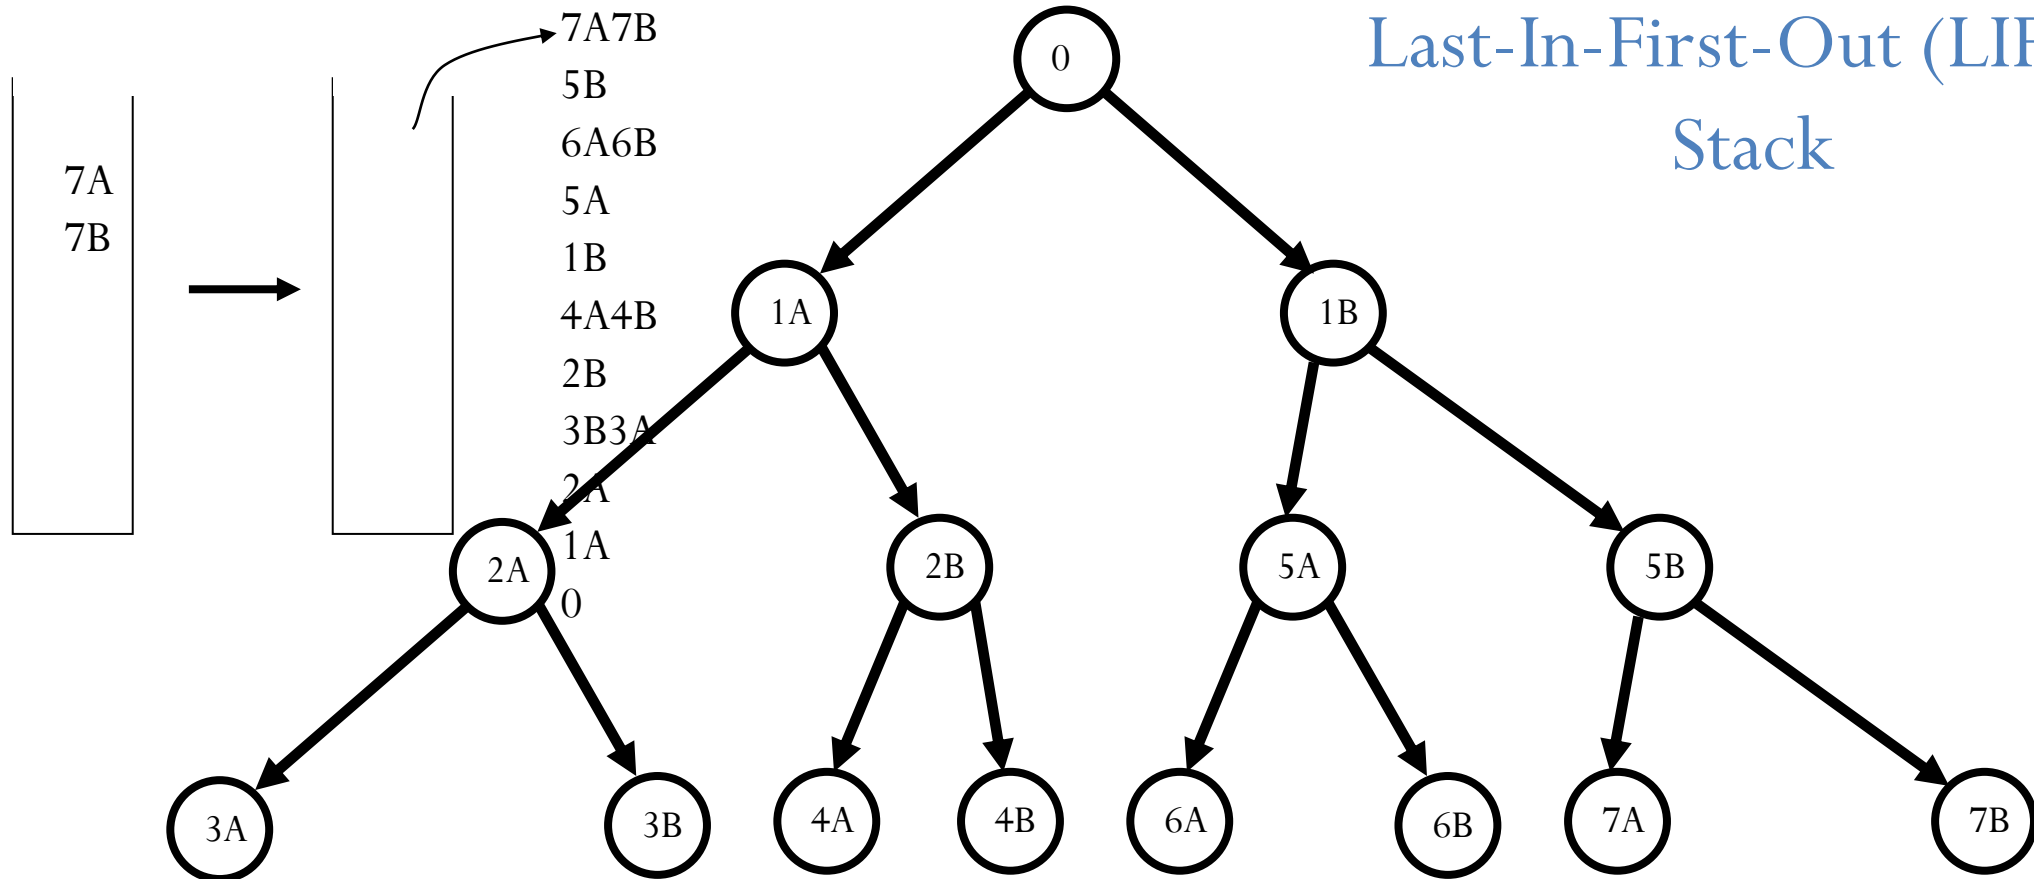 Last-In-First-Out (LIF
Stack
7A
7B
7A7B
5B
6A6B
5A
1B
4A4B
2B
3B3A
2A
1A
0
0
1A
1B
2A
2B
5A
5B
3A
3B
4A
4B
6A
6B
7A
7B